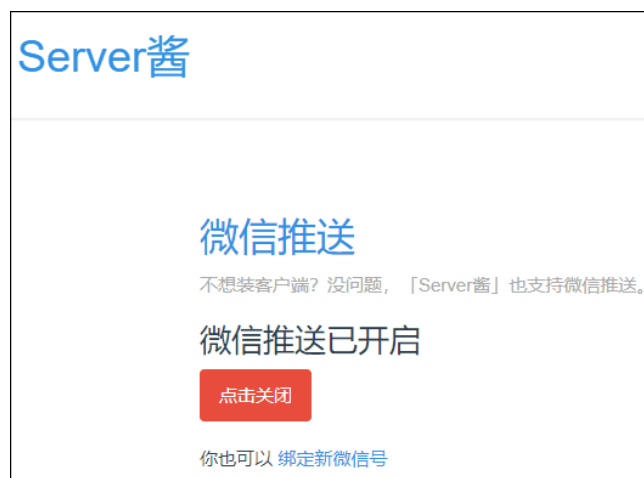 Server酱
微信推送
不想装客户端？没问题，「Server酱」也支持微信推送。
微信推送已开启
点击关闭
你也可以 绑定新微信号